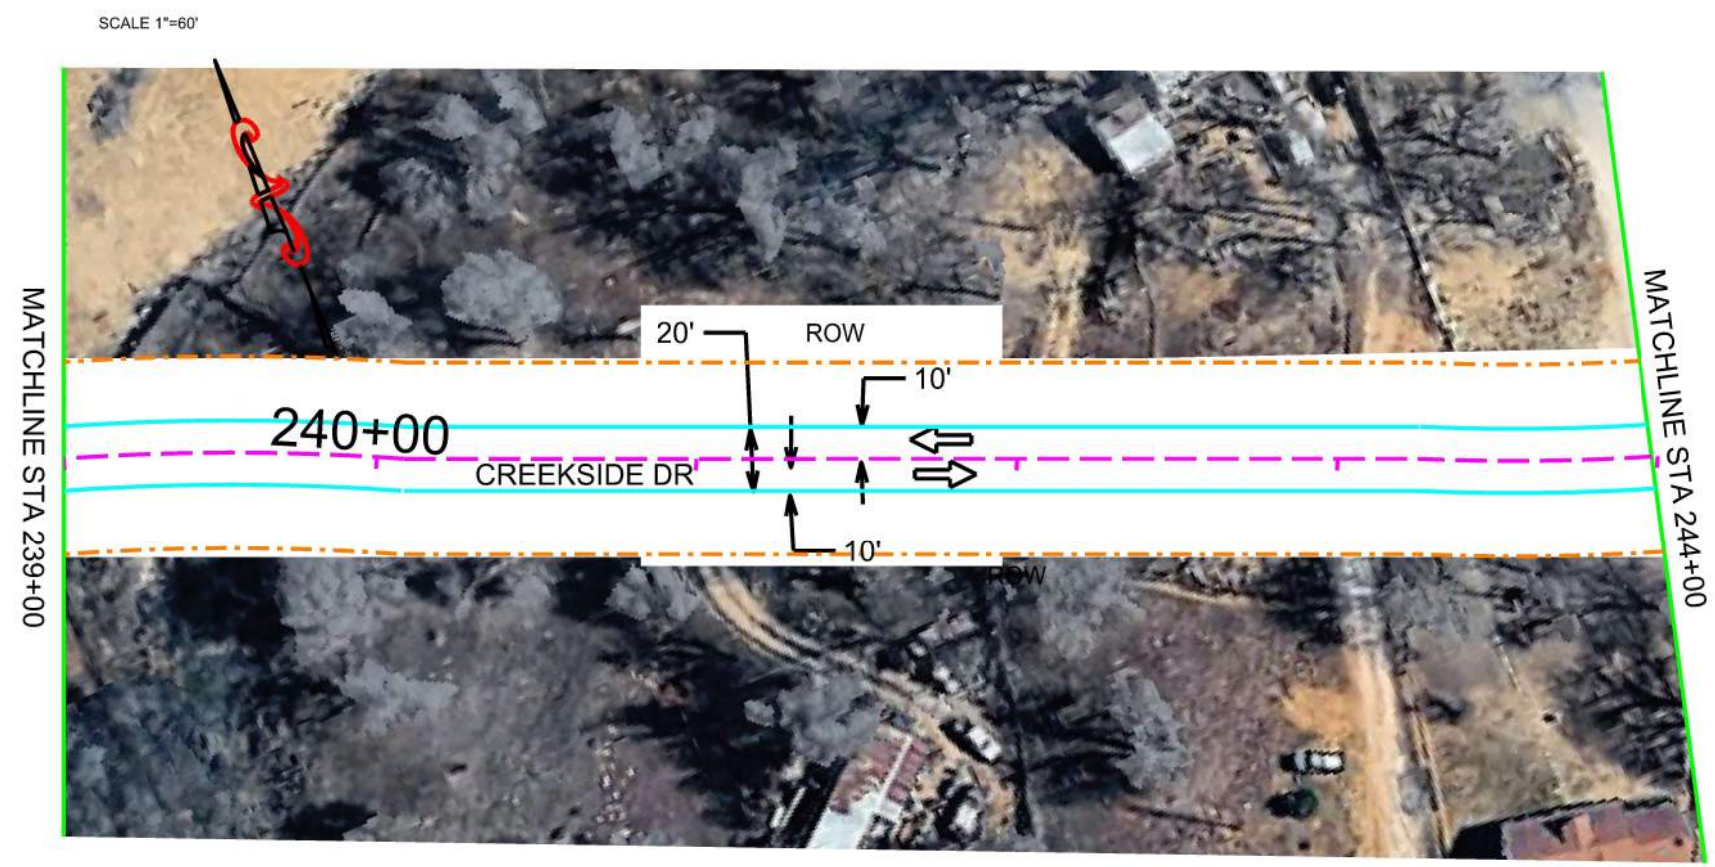 SCALE 1"=60'
MATCHLINE STA 239+00
20'
ROW
10'
240+00
CREEKSIDE DR
10'
ROW
MATCHLINE STA 244+00